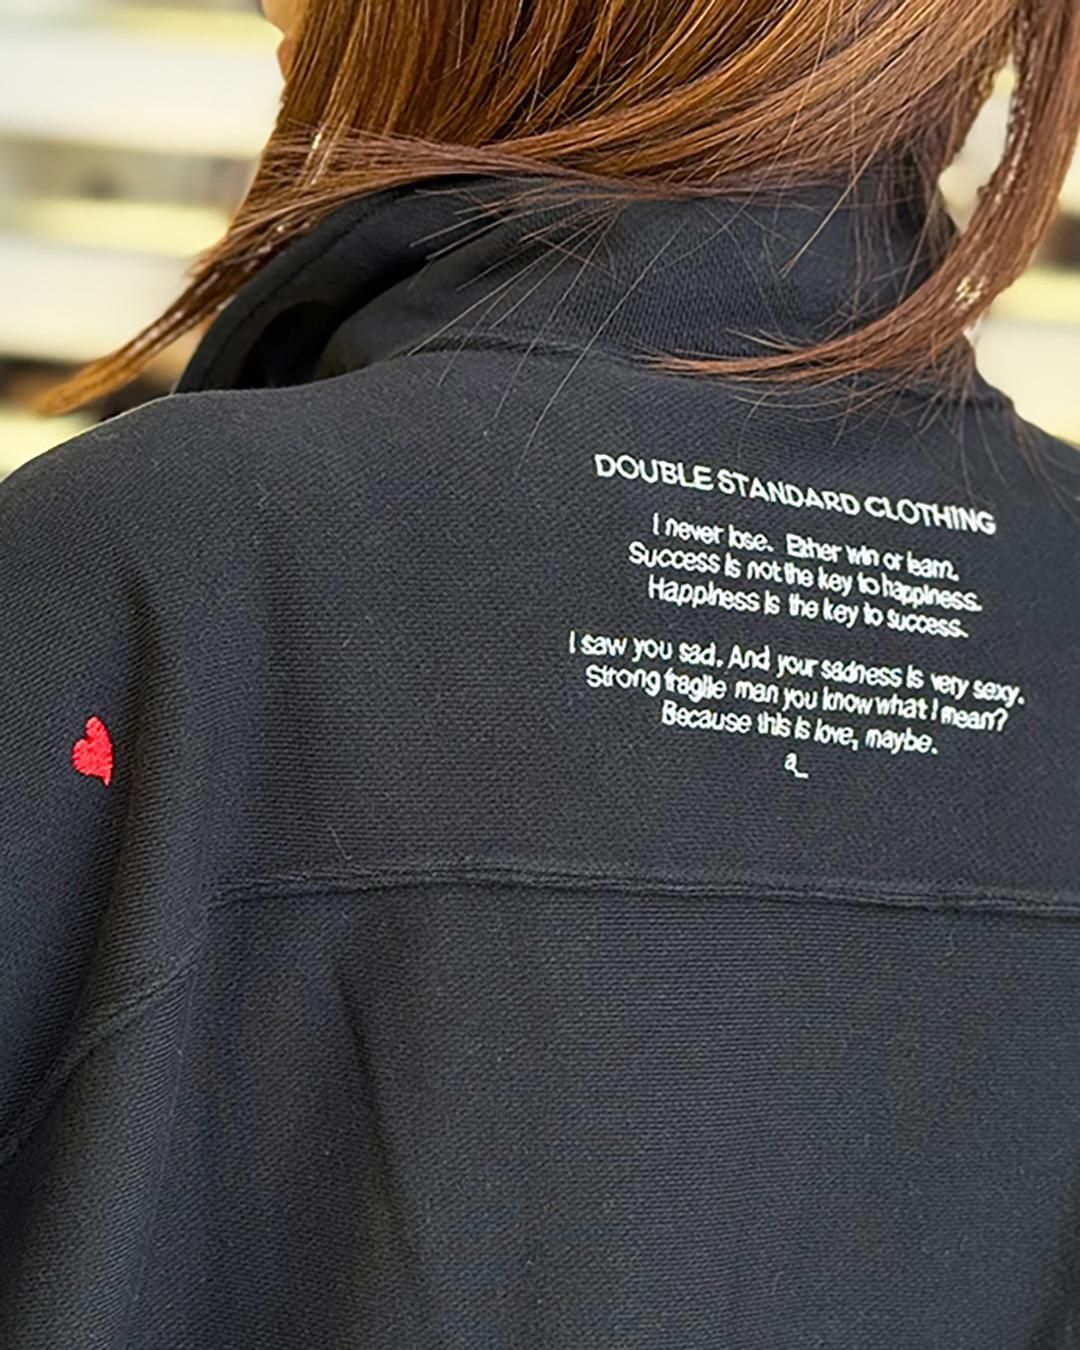 DOUBLE STANDARD CLOTHING
I never lose. Either win or learn.
Success is not the key to happiness.
Happiness is the key to success.
I saw you sad. And your sadness is very sexy.
Strong fragile man you know what I mean?
Because this is love, maybe.
a_